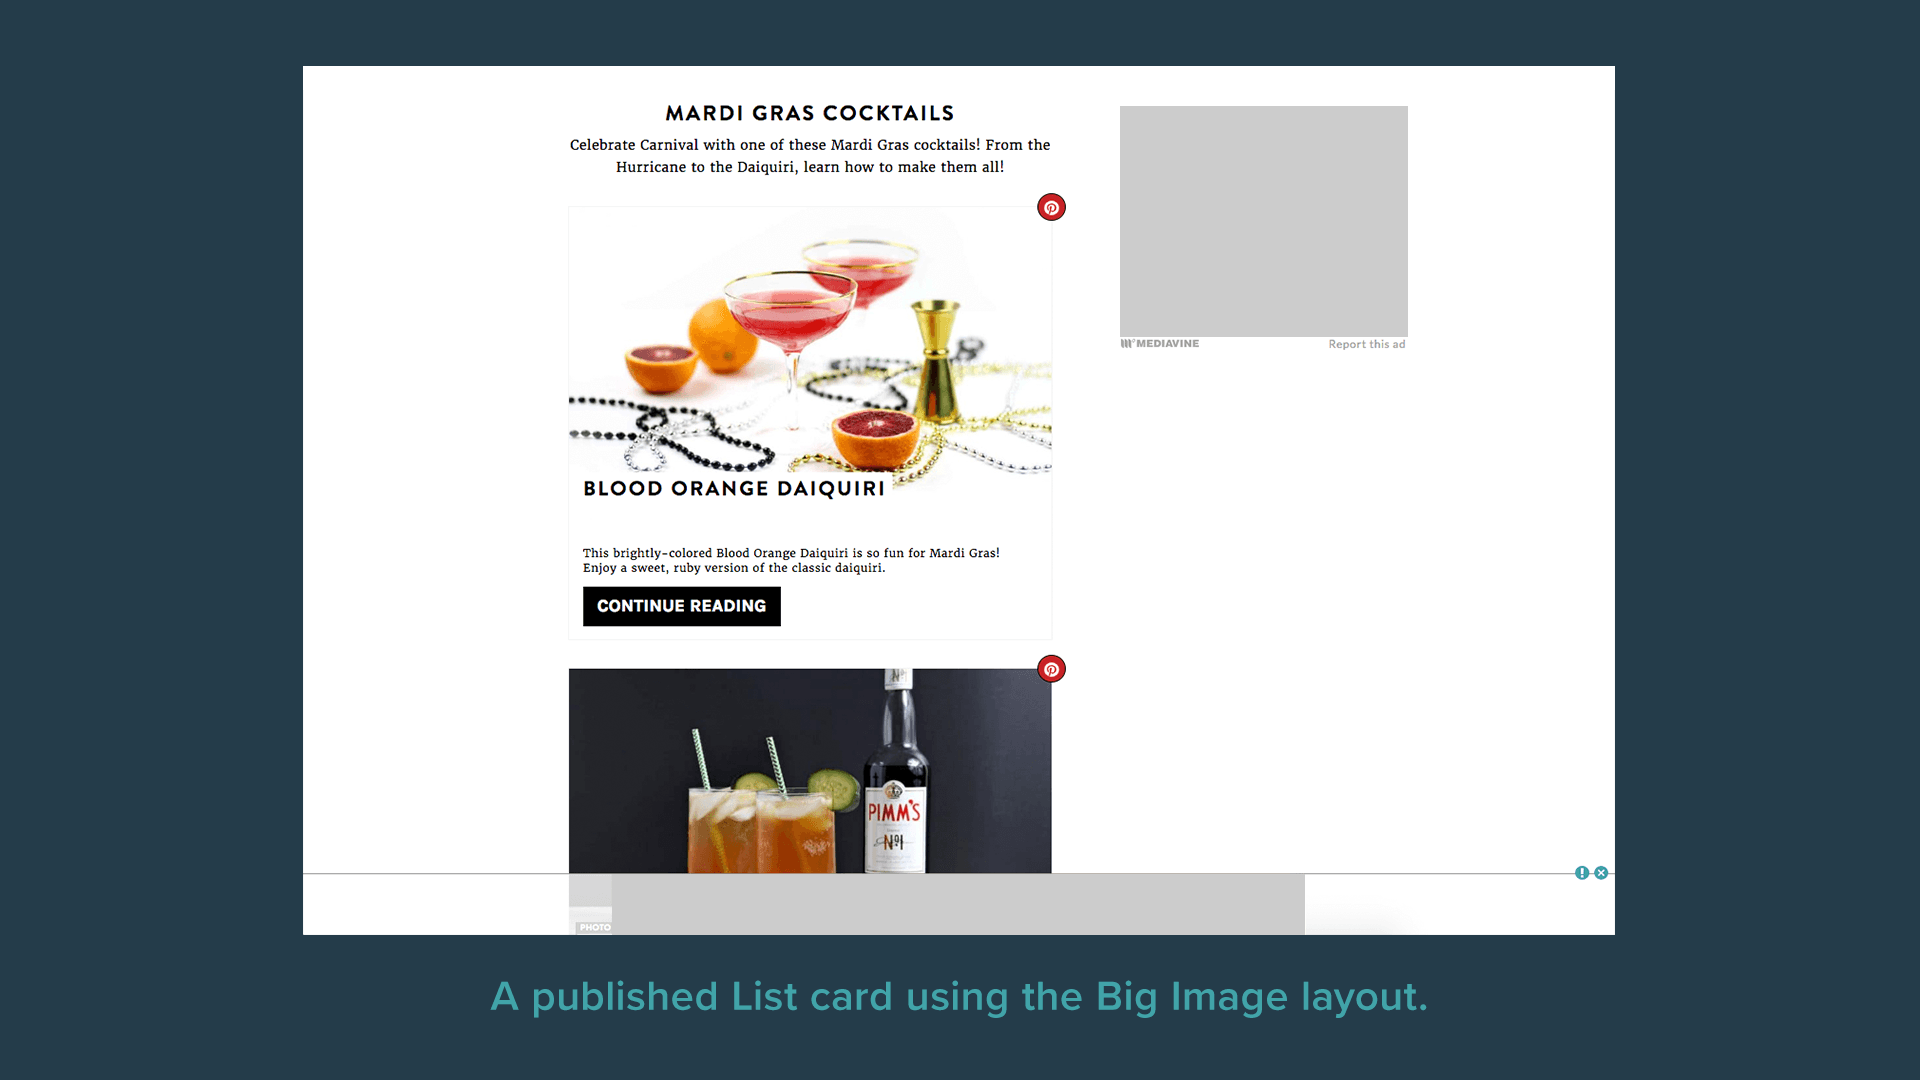 MARDI GRAS COCKTAILS
Celebrate Carnival with one of these Mardi Gras cocktails! From the
Hurricane to the Daiquiri, learn how to make them all!
BLOOD ORANGE DAIQUIRI
This brightly-colored Blood Orange Daiquiri is so fun for Mardi Gras!
Enjoy a sweet, ruby version of the classic daiquiri.
CONTINUE READING
MEDIAVINE
Report this ad
Nº1
PIMM'S
Nº1
PHOTO
A published List card using the Big Image layout.